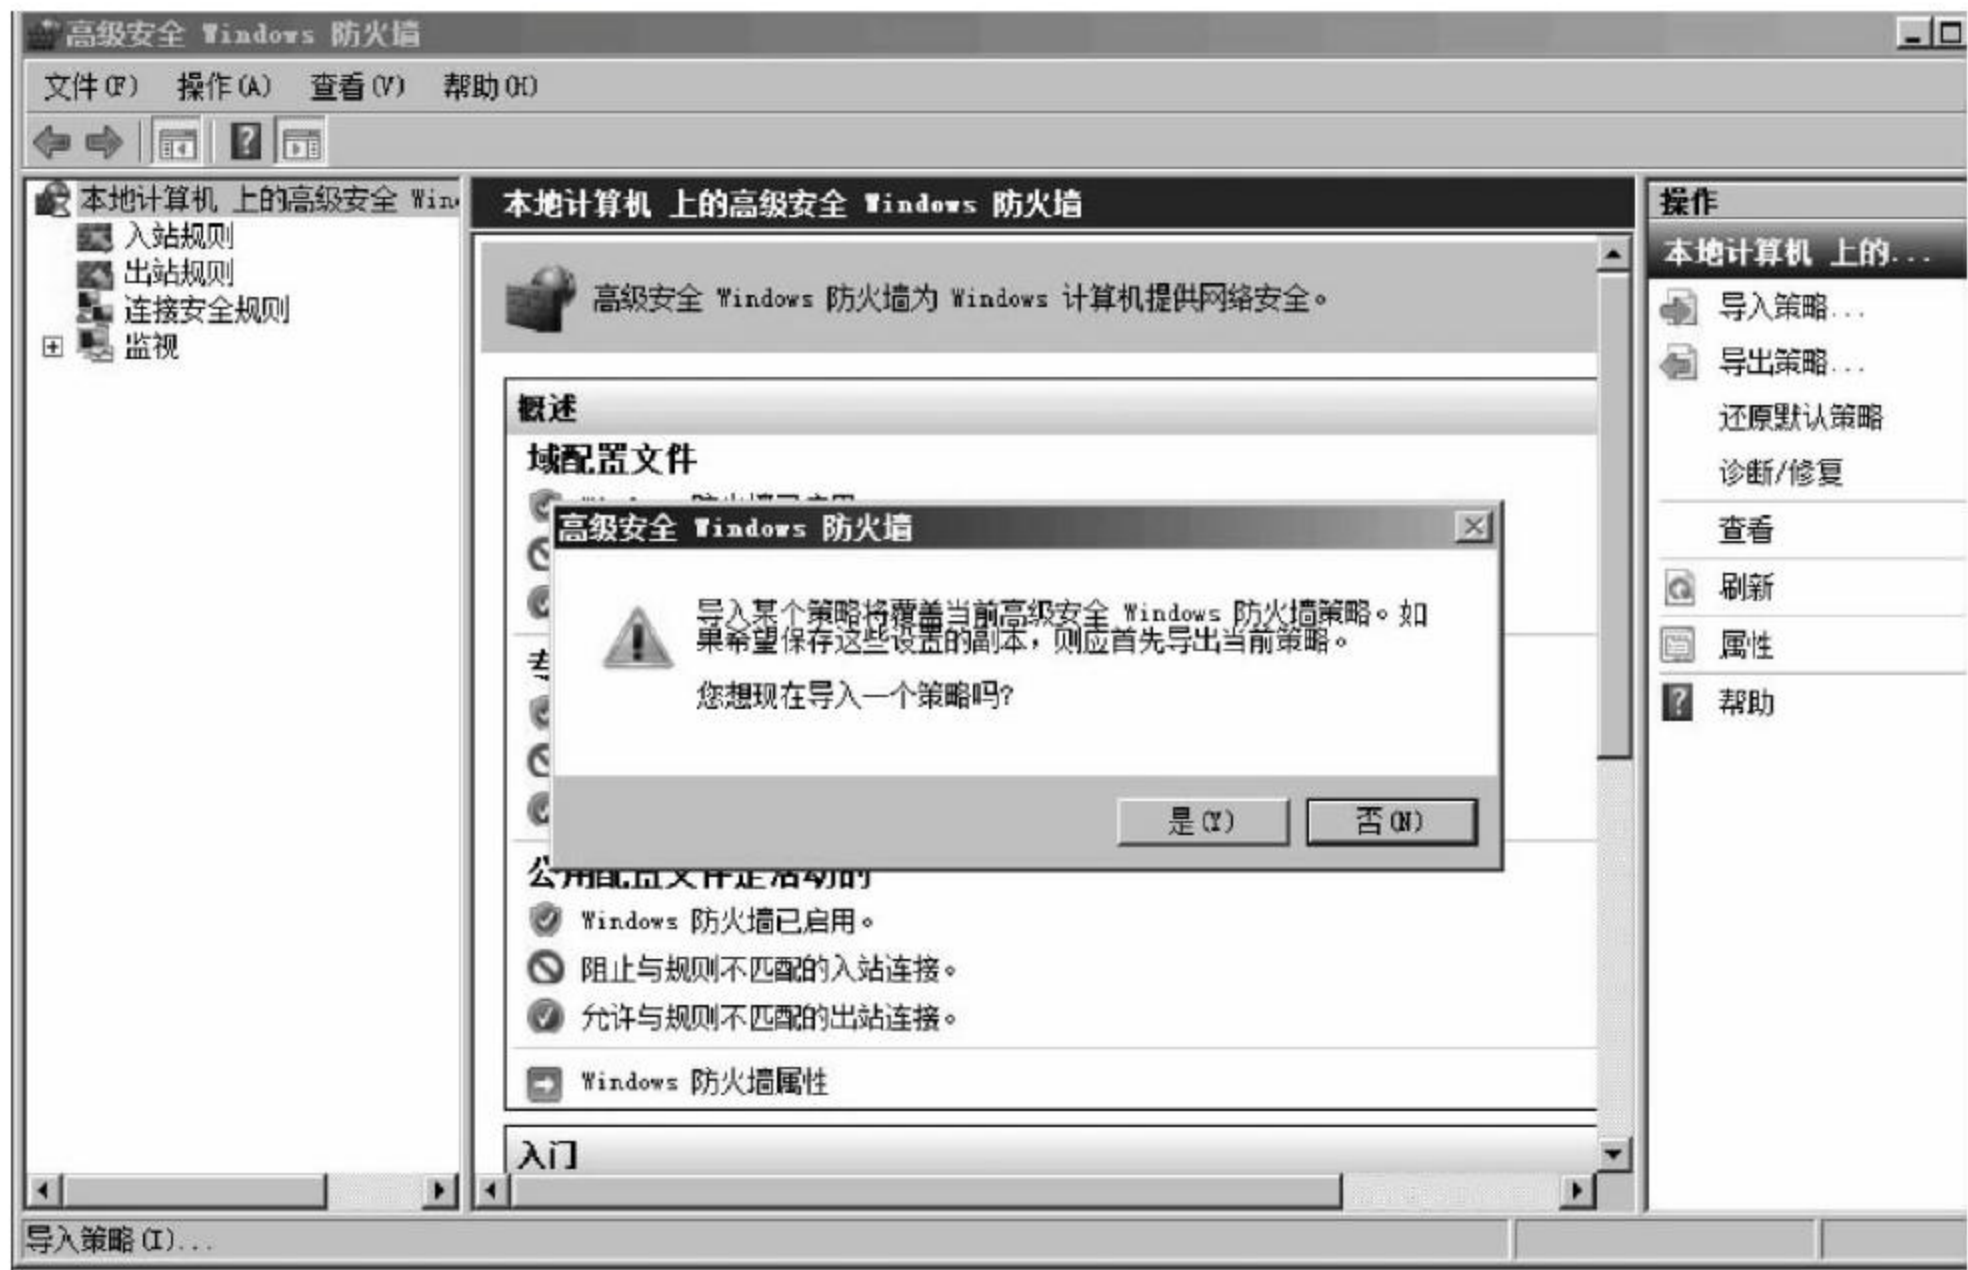 高级安全 Windows 防火墙
文件(F) 操作(A) 查看(V) 帮助(H)
本地计算机 上的高级安全 Win
入站规则
出站规则
连接安全规则
监视
本地计算机 上的高级安全 Windows 防火墙
高级安全 Windows 防火墙为 Windows 计算机提供网络安全。
概述
域配置文件
高级安全 Windows 防火墙
导入某个策略将覆盖当前高级安全 Windows 防火墙策略。如
果希望保存这些设置的副本，则应首先导出当前策略。
您想现在导入一个策略吗?
是(Y) 否(N)
公用配置文件是活动的
Windows 防火墙已启用。
阻止与规则不匹配的入站连接。
允许与规则不匹配的出站连接。
Windows 防火墙属性
入门
操作
本地计算机 上的...
导入策略...
导出策略...
还原默认策略
诊断/修复
查看
刷新
属性
帮助
导入策略(I)...